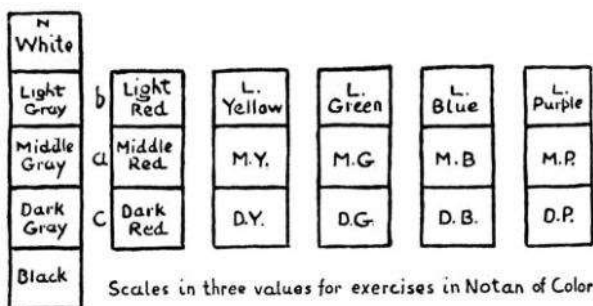 N
White
Light
Gray
b
Light
Red
L.
Yellow
L.
Green
L.
Blue
L.
Purple
Middle
Gray
a
Middle
Red
M.Y.
M.G
M.B
M.P.
Dark
Gray
c
Dark
Red
D.Y.
D.G.
D.B.
D.P.
Black
Scales in three values for exercises in Notan of Color